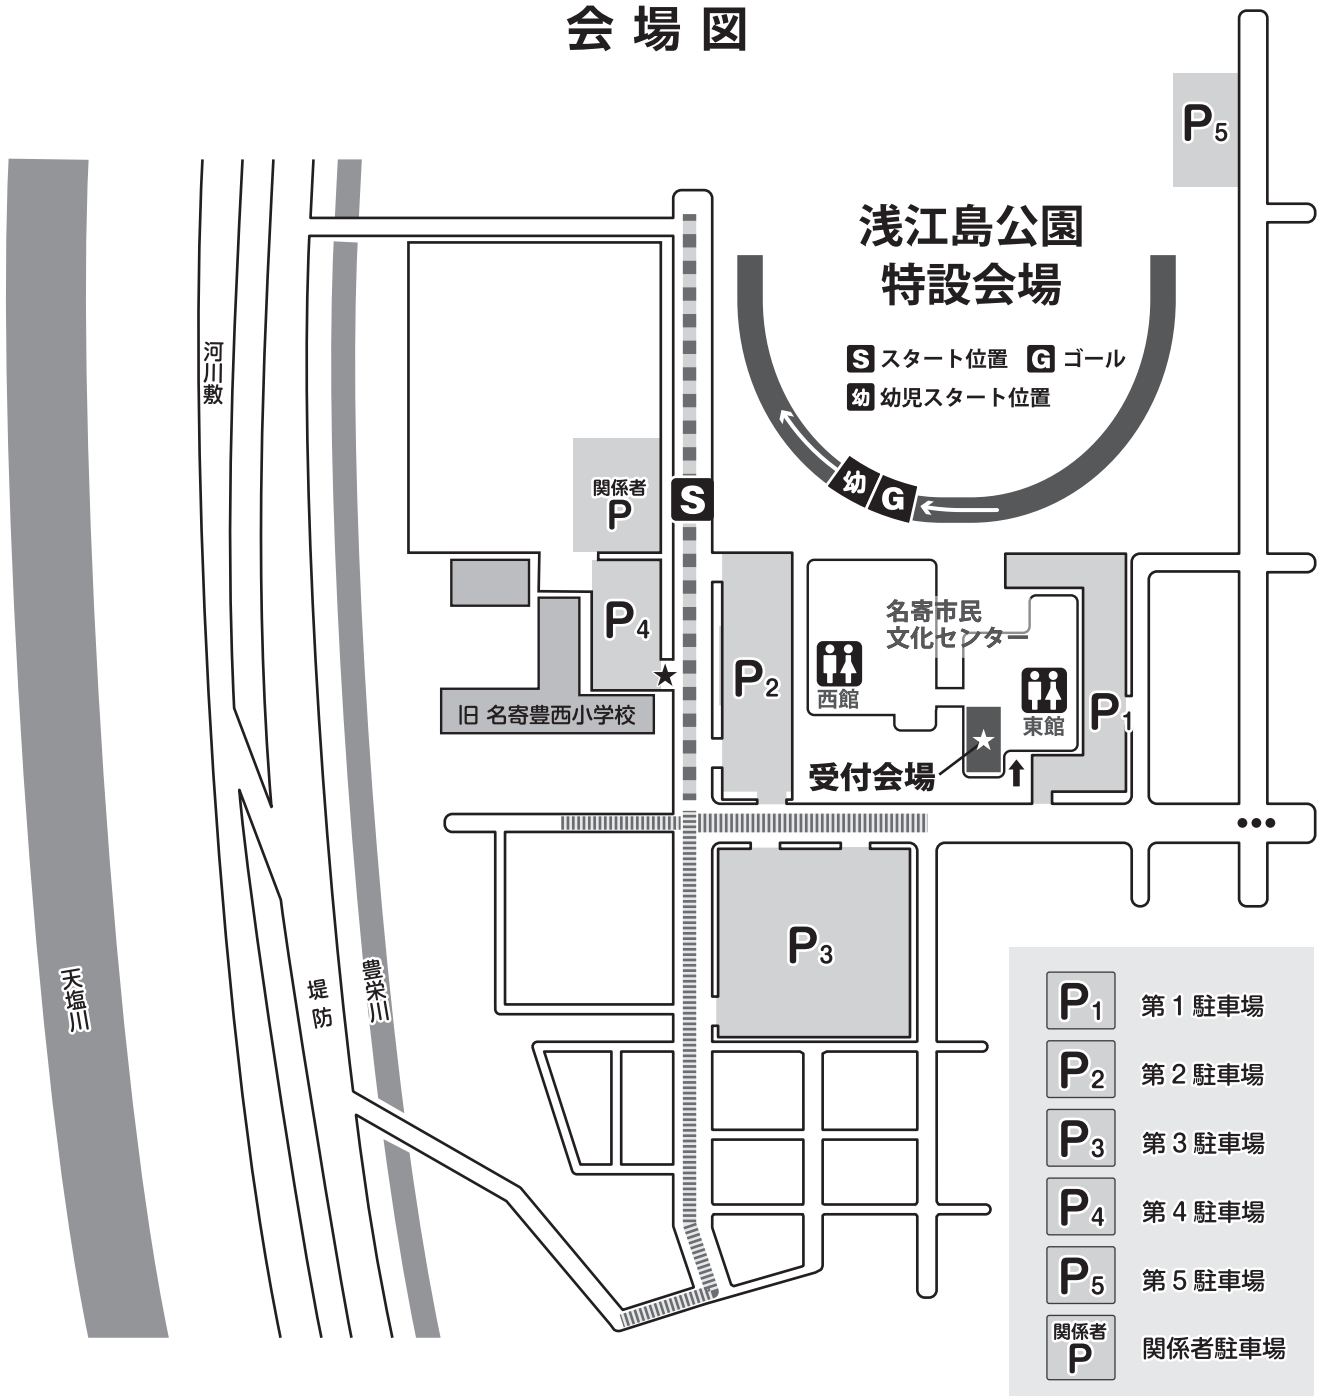 会場図
P5
浅江島公園
特設会場
S スタート位置 G ゴール
幼 幼児スタート位置
河川敷
幼
G
関係者
P
S
P4
名寄市民
文化センター
P2
西館
東館
P1
★
旧 名寄豊西小学校
★
受付会場
P3
天塩川
堤防
豊栄川
P1 第1駐車場
P2 第2駐車場
P3 第3駐車場
P4 第4駐車場
P5 第5駐車場
関係者
P 関係者駐車場